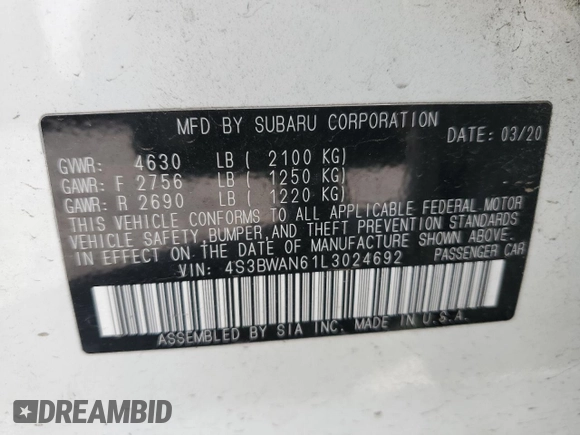 MFD BY SUBARU CORPORATION
DATE: 03/20
GVWR: 4630 LB ( 2100 KG)
GAWR: F 2756 LB ( 1250 KG)
GAWR: R 2690 LB ( 1220 KG)
THIS VEHICLE CONFORMS TO ALL APPLICABLE FEDERAL MOTOR
VEHICLE SAFETY,BUMPER,AND THEFT PREVENTION STANDARDS
IN EFFECT ON THE DATE OF MANUFACTURE SHOWN ABOVE.
VIN: 4S3BWAN61L3024692 PASSENGER CAR
ASSEMBLED BY SIA INC. MADE IN U.S.A.
DREAMBID